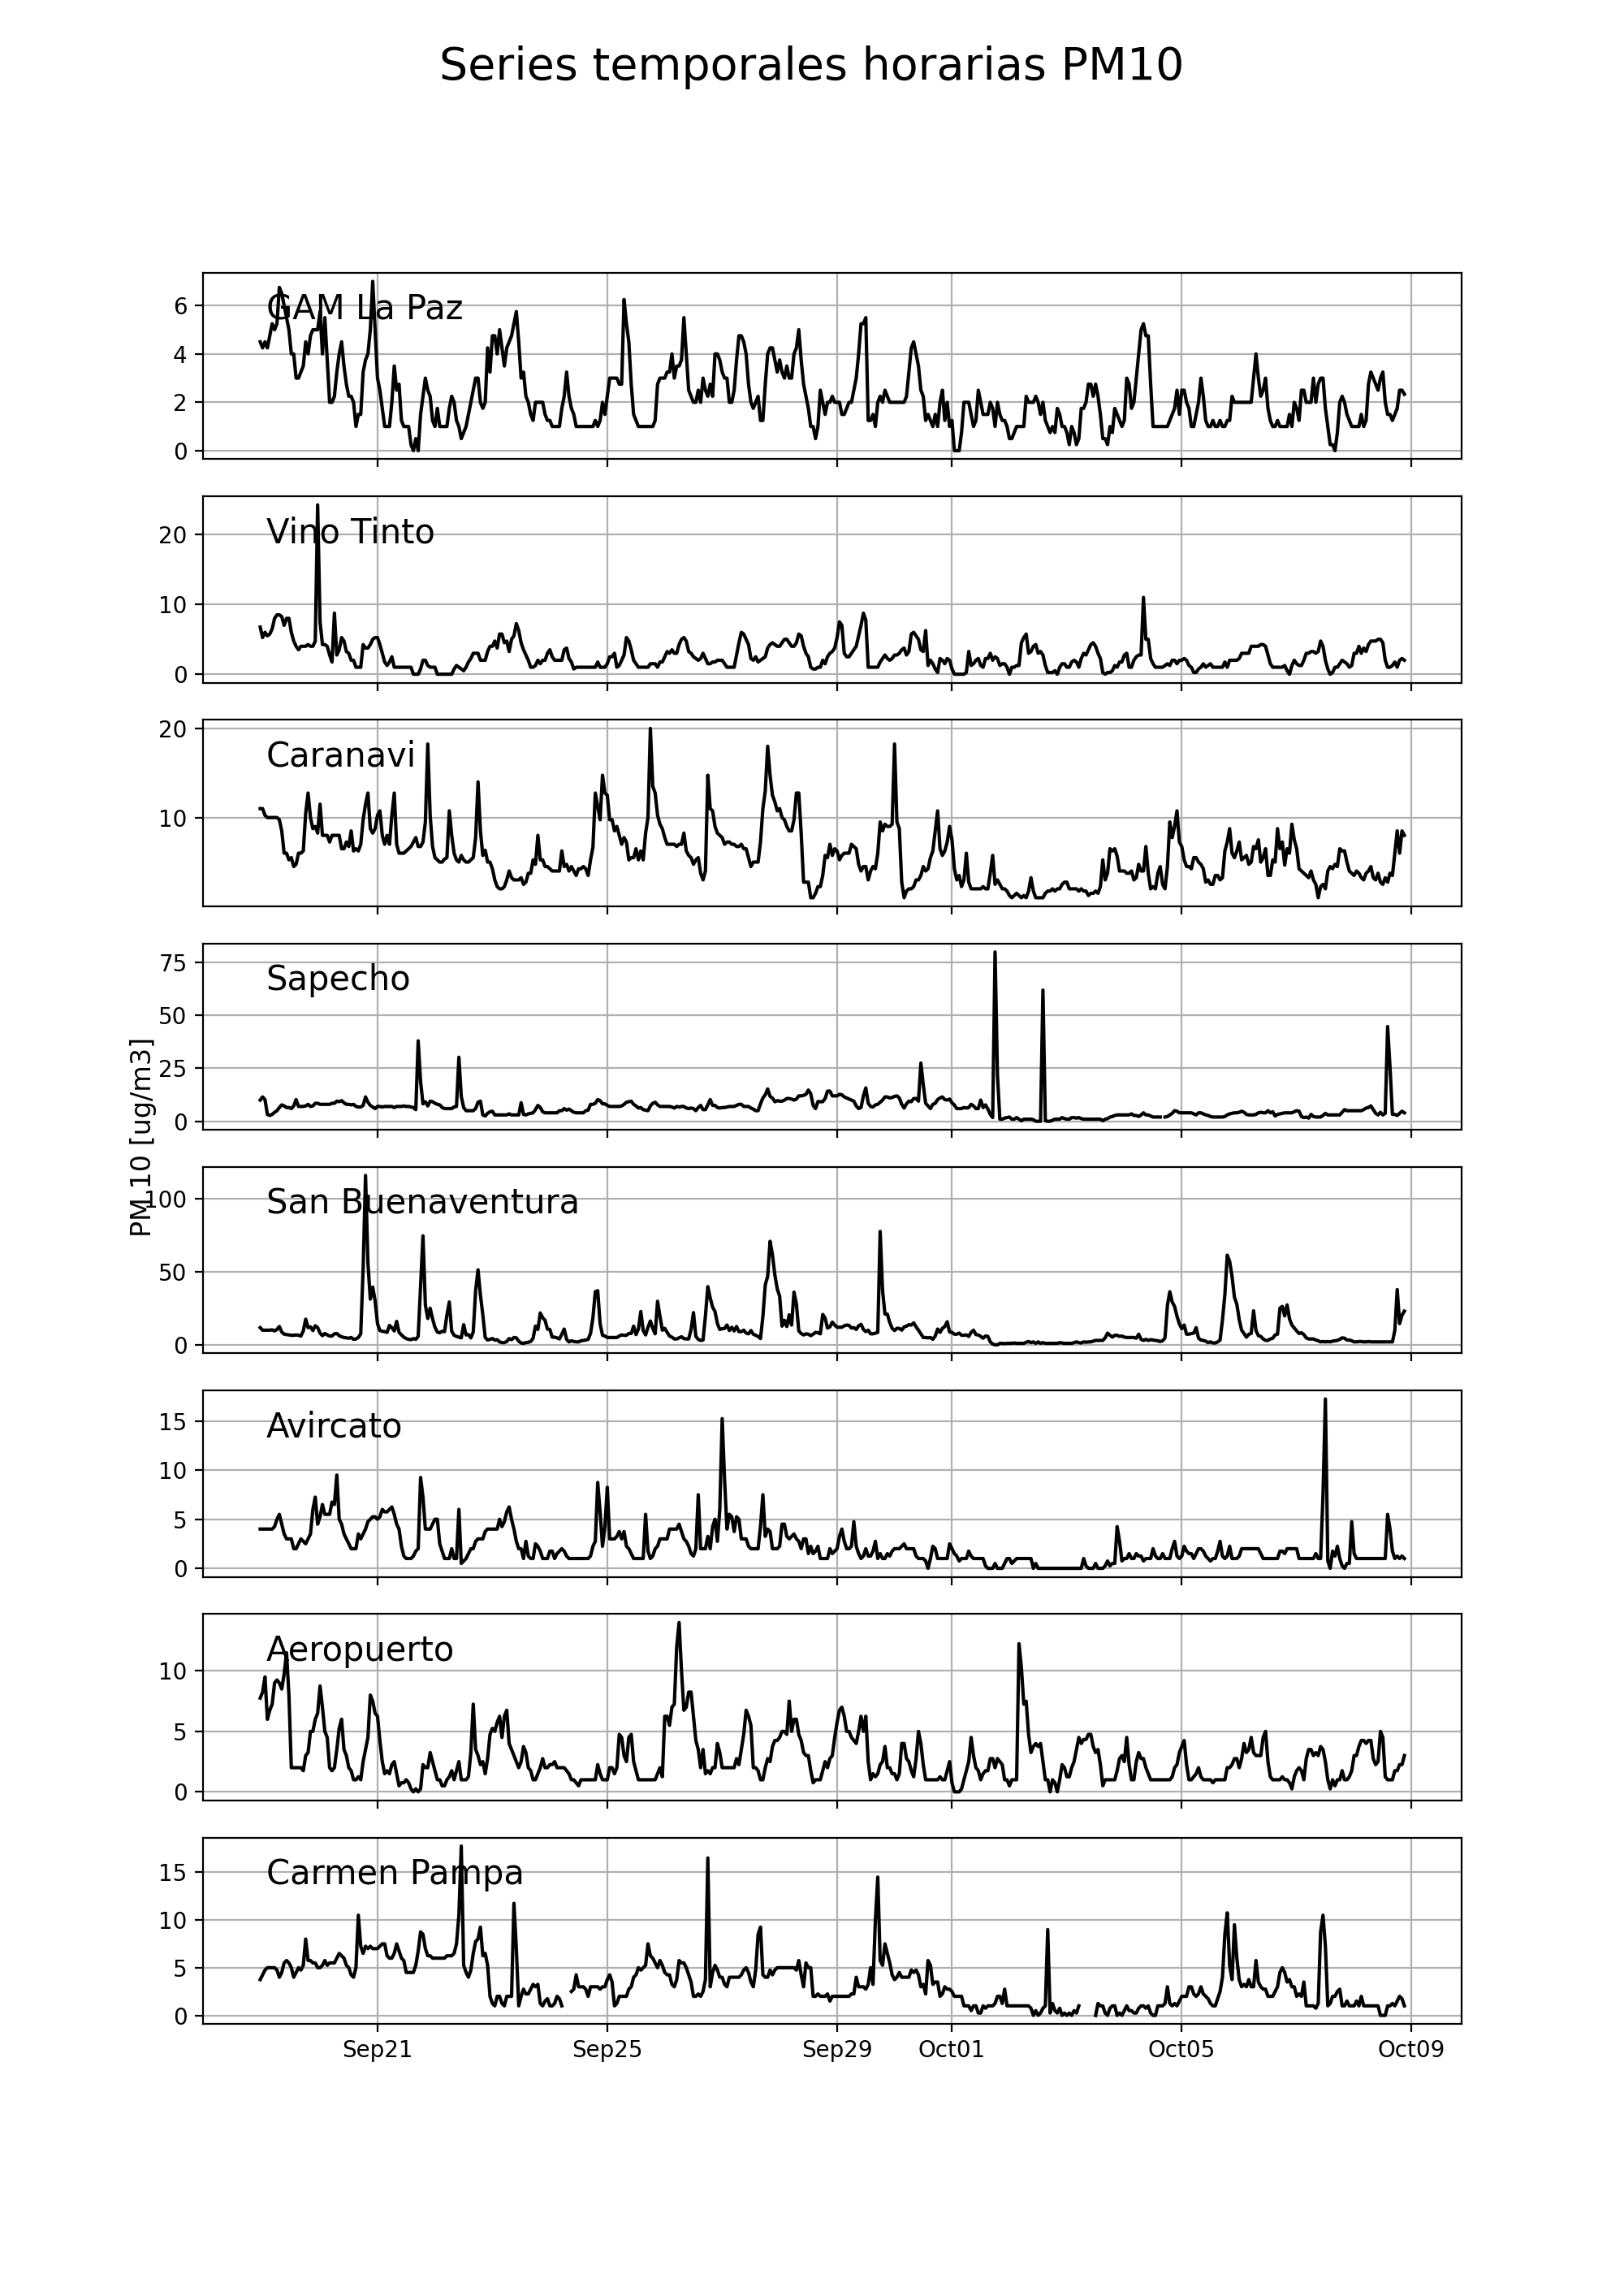 Series temporales horarias PM10
GAM La Paz
6
4
2
0
Vino Tinto
20
10
0
Caranavi
20
10
Sapecho
75
50
25
0
PM 10 [ug/m3]
San Buenaventura
100
50
0
Avircato
15
10
5
0
Aeropuerto
10
5
0
Carmen Pampa
15
10
5
0
Sep21 Sep25 Sep29 Oct01 Oct05 Oct09